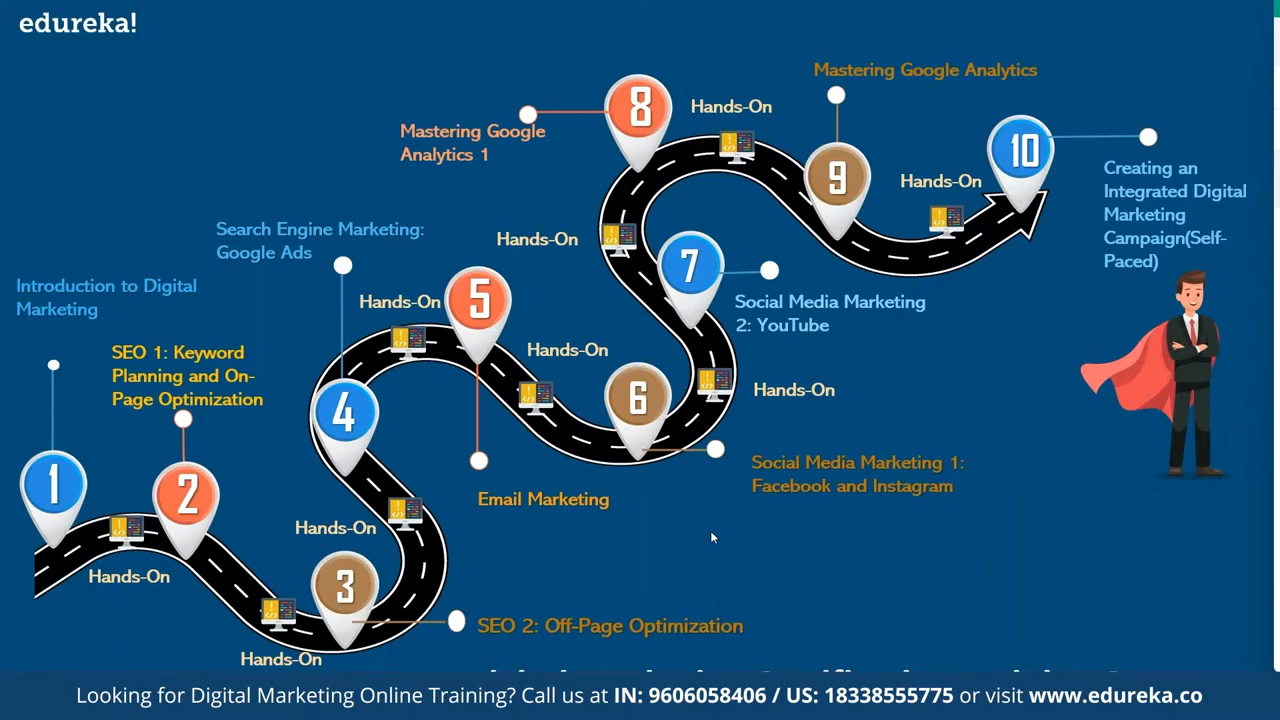 edureka!
Mastering Google Analytics
8
Hands-On
Mastering Google
Analytics 1
10
9
Hands-On
Creating an
Integrated Digital
Marketing
Campaign(Self-
Paced)
Search Engine Marketing:
Google Ads
Hands-On
7
Introduction to Digital
Marketing
Hands-On
5
Social Media Marketing
2: YouTube
SEO 1: Keyword
Planning and On-
Page Optimization
Hands-On
6
Hands-On
4
Social Media Marketing 1:
Facebook and Instagram
1
2
Email Marketing
Hands-On
Hands-On
3
SEO 2: Off-Page Optimization
Hands-On
Looking for Digital Marketing Online Training? Call us at IN: 9606058406 / US: 18338555775 or visit www.edureka.co